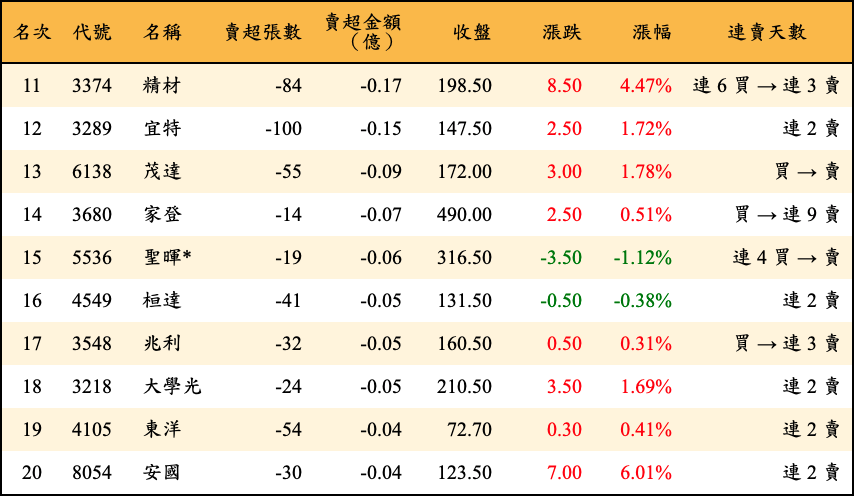 名次 代號 名稱 賣超張數 賣超金額（億） 收盤 漲跌 漲幅 連賣天數
11 3374 精材 -84 -0.17 198.50 8.50 4.47% 連 6 買 → 連 3 賣
12 3289 宜特 -100 -0.15 147.50 2.50 1.72% 連 2 賣
13 6138 茂達 -55 -0.09 172.00 3.00 1.78% 買 → 賣
14 3680 家登 -14 -0.07 490.00 2.50 0.51% 買 → 連 9 賣
15 5536 聖暉* -19 -0.06 316.50 -3.50 -1.12% 連 4 買 → 賣
16 4549 桓達 -41 -0.05 131.50 -0.50 -0.38% 連 2 賣
17 3548 兆利 -32 -0.05 160.50 0.50 0.31% 買 → 連 3 賣
18 3218 大學光 -24 -0.05 210.50 3.50 1.69% 連 2 賣
19 4105 東洋 -54 -0.04 72.70 0.30 0.41% 連 2 賣
20 8054 安國 -30 -0.04 123.50 7.00 6.01% 連 2 賣